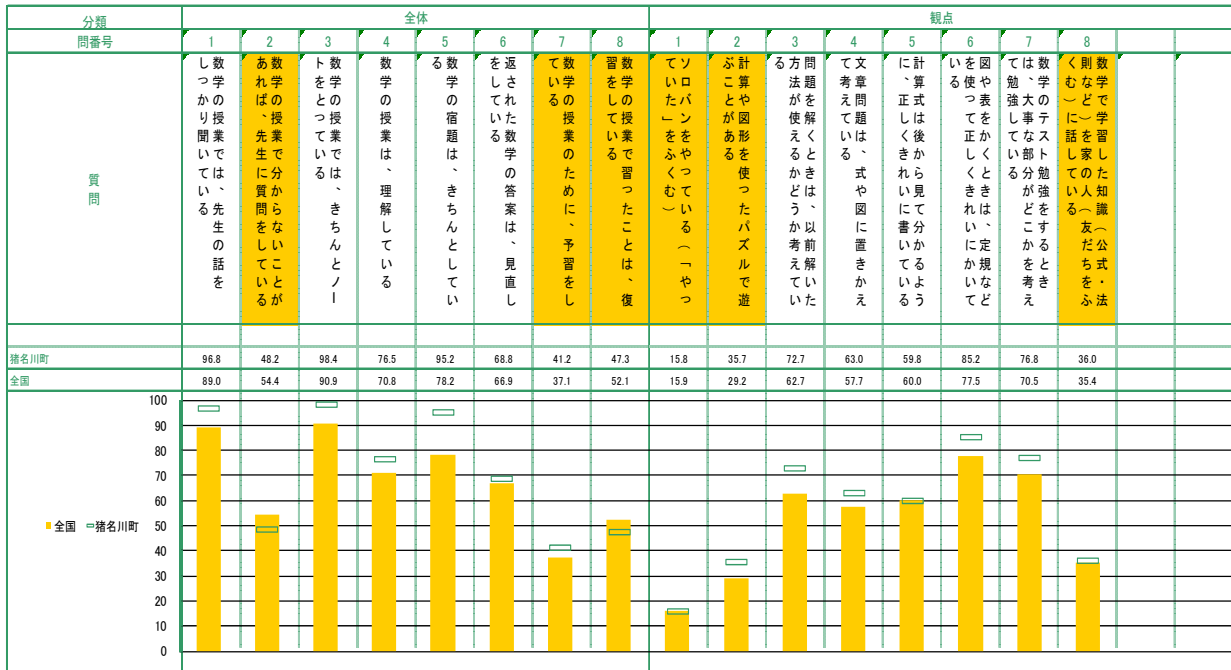 分類 全体 観点
問番号 1 2 3 4 5 6 7 8 1 2 3 4 5 6 7 8
質問
数学の授業では、先生の話を
しっかり聞いている
数学の授業で分からないことが
あれば、先生に質問をしている
数学の授業では、きちんとノー
トをとっている
数学の授業は、理解している
数学の宿題は、きちんとしてい
る
返された数学の答案は、見直し
をしている
数学の授業のために、予習をし
ている
数学の授業で習ったことは、復
習をしている
ソロバンをやっている(「やっ
ていた」をふくむ)
計算や図形を使ったパズルで遊
ぶことがある
問題を解くときは、以前解いた
方法が使えるかどうか考えてい
る
文章問題は、式や図に置きかえ
て考えている
計算式は後から見て分かるよう
に、正しくきれいに書いている
図や表をかくときは、定規など
を使って正しくきれいにかいて
いる
数学のテスト勉強をするとき
は、大事な部分がどこかを考え
て勉強している
数学で学習した知識(公式・法
則など)を家の人(友だちをふ
くむ)に話している
猪名川町 96.8 48.2 98.4 76.5 95.2 68.8 41.2 47.3 15.8 35.7 72.7 63.0 59.8 85.2 76.8 36.0
全国 89.0 54.4 90.9 70.8 78.2 66.9 37.1 52.1 15.9 29.2 62.7 57.7 60.0 77.5 70.5 35.4
100
90
80
70
60
50
40
30
20
10
0
全国 猪名川町